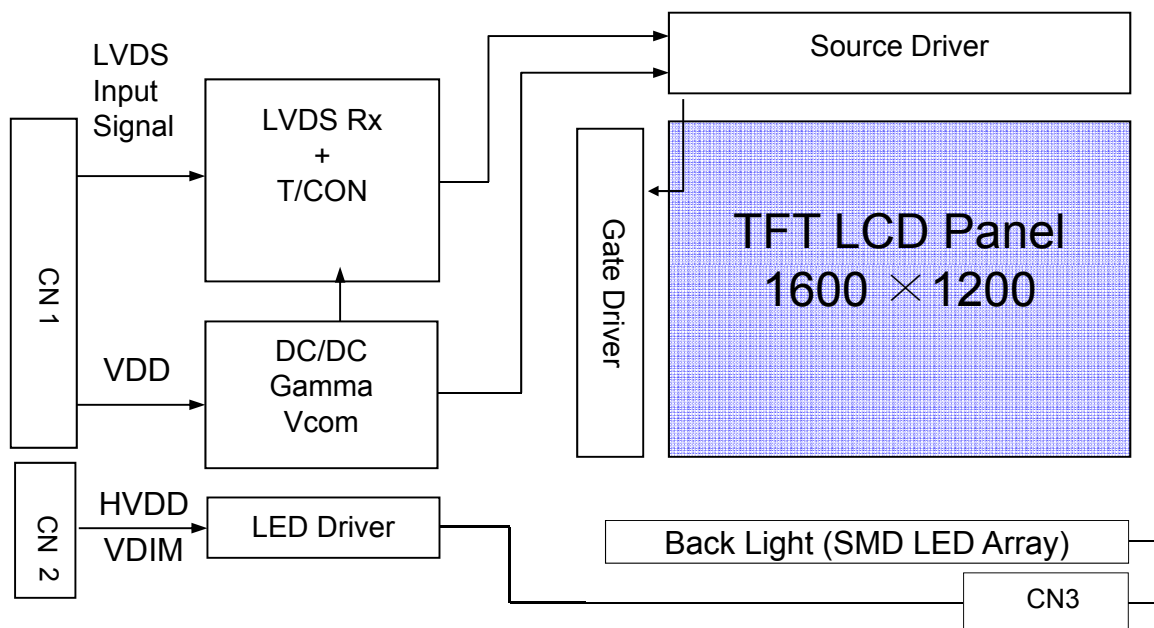 LVDS
Input
Signal
LVDS Rx
+
T/CON
Source Driver
CN 1
Gate Driver
TFT LCD Panel
1600 × 1200
VDD
DC/DC
Gamma
Vcom
CN 2
HVDD
VDIM
LED Driver
Back Light (SMD LED Array)
CN3